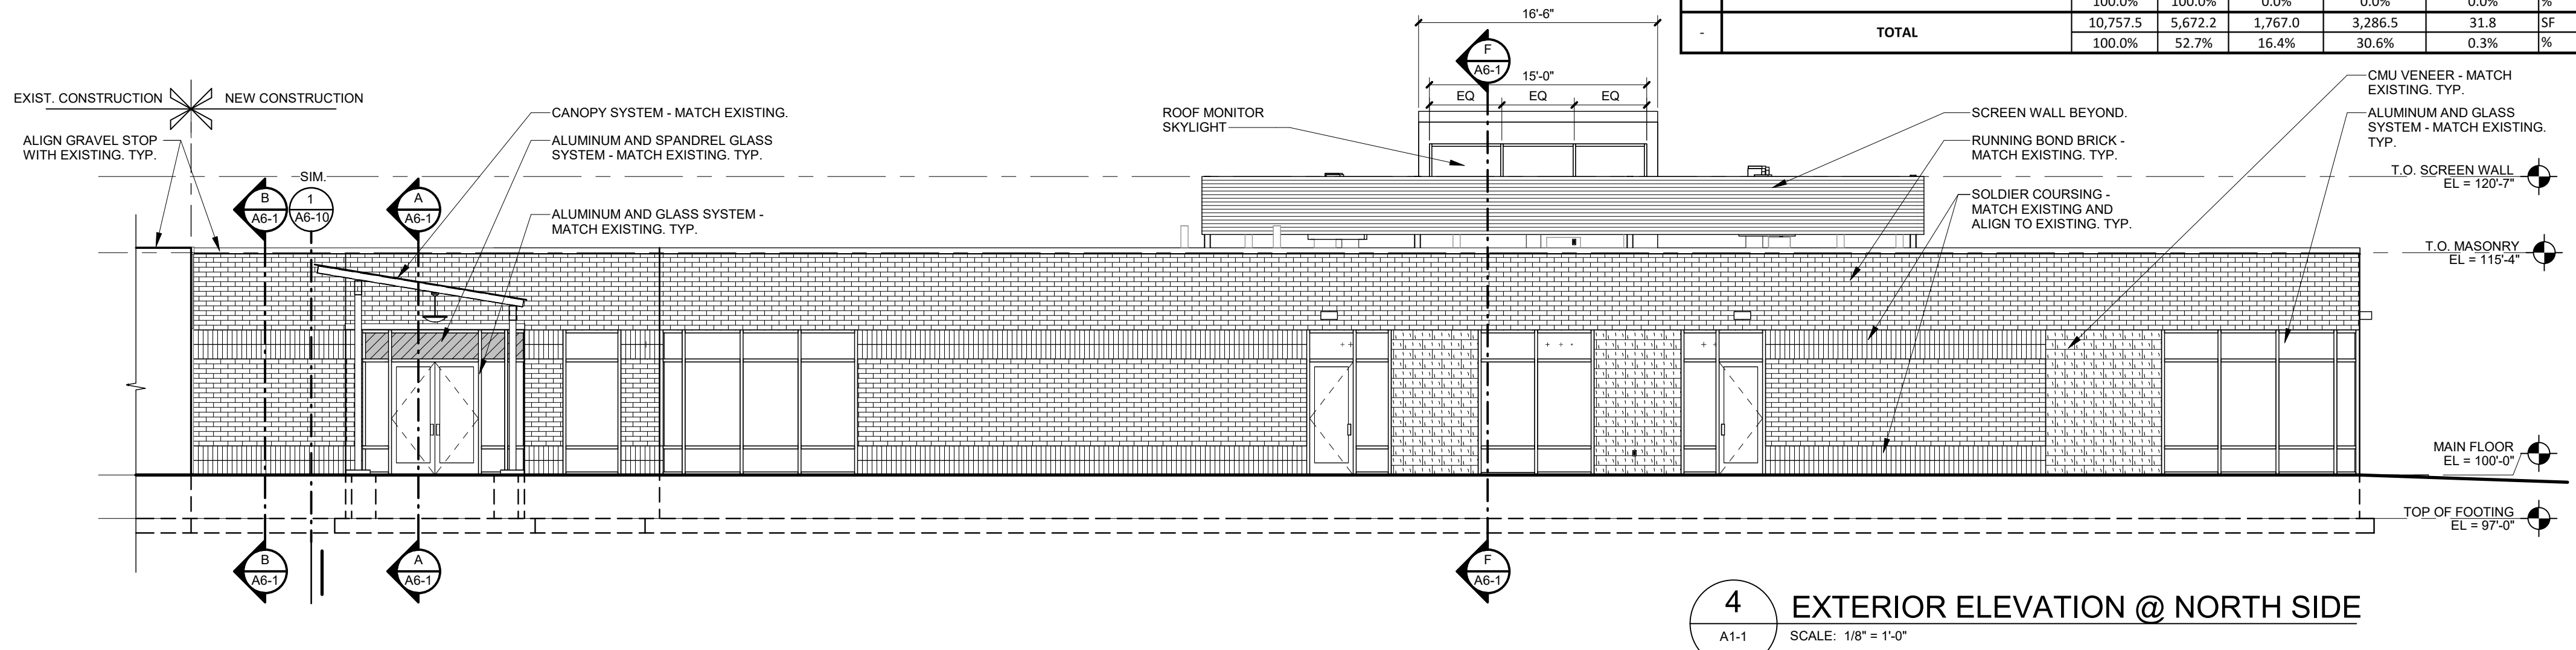 100.0% 100.0% 0.0% 0.0% 0.0% %
- TOTAL 10,757.5 5,672.2 1,767.0 3,286.5 31.8 SF
100.0% 52.7% 16.4% 30.6% 0.3% %
16'-6"
F
A6-1
15'-0"
EQ EQ EQ
EXIST. CONSTRUCTION NEW CONSTRUCTION
ALIGN GRAVEL STOP
WITH EXISTING. TYP.
CANOPY SYSTEM - MATCH EXISTING.
ALUMINUM AND SPANDREL GLASS
SYSTEM - MATCH EXISTING. TYP.
ALUMINUM AND GLASS SYSTEM -
MATCH EXISTING. TYP.
ROOF MONITOR
SKYLIGHT
SCREEN WALL BEYOND.
RUNNING BOND BRICK -
MATCH EXISTING. TYP.
SOLDIER COURSING -
MATCH EXISTING AND
ALIGN TO EXISTING. TYP.
CMU VENEER - MATCH
EXISTING. TYP.
ALUMINUM AND GLASS
SYSTEM - MATCH EXISTING.
TYP.
T.O. SCREEN WALL
EL = 120'-7"
T.O. MASONRY
EL = 115'-4"
MAIN FLOOR
EL = 100'-0"
TOP OF FOOTING
EL = 97'-0"
SIM.
B
A6-1
1
A6-10
A
A6-1
B
A6-1
A
A6-1
F
A6-1
4
A1-1
EXTERIOR ELEVATION @ NORTH SIDE
SCALE: 1/8" = 1'-0"